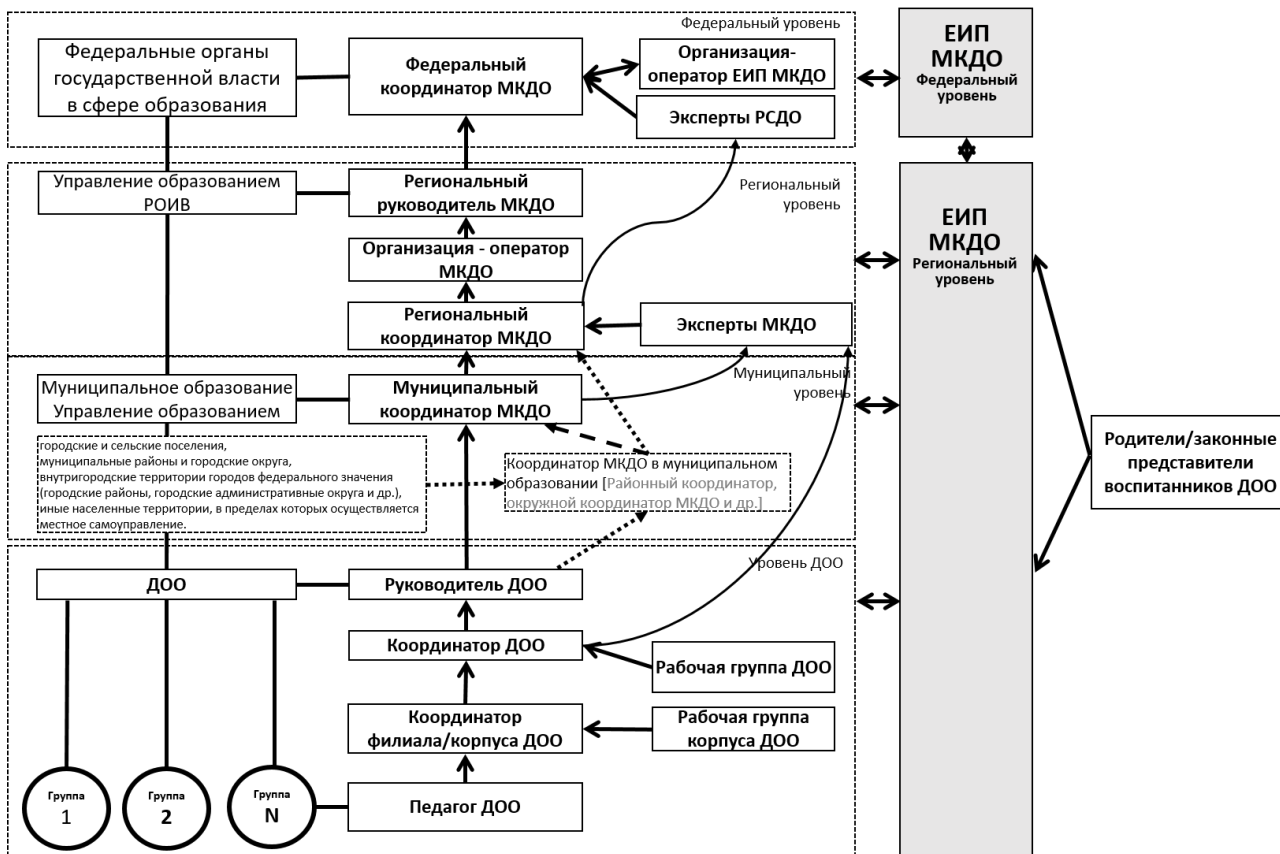 Федеральный уровень
Федеральные органы
государственной власти
в сфере образования
Федеральный
координатор МКДО
Организация-
оператор ЕИП МКДО
Эксперты РСДО
ЕИП
МКДО
Федеральный
уровень
Управление образованием
РОИВ
Региональный
руководитель МКДО
Региональный
уровень
Организация - оператор
МКДО
Региональный
координатор МКДО
Эксперты МКДО
ЕИП
МКДО
Региональный
уровень
Муниципальное образование
Управление образованием
Муниципальный
координатор МКДО
Муниципальный
уровень
городские и сельские поселения,
муниципальные районы и городские округа,
внутригородские территории городов федерального значения
(городские районы, городские административные округа и др.),
иные населенные территории, в пределах которых осуществляется
местное самоуправление.
Координатор МКДО в муниципальном
образовании [Районный координатор,
окружной координатор МКДО и др.]
Родители/законные
представители
воспитанников ДОО
Уровень ДОО
ДОО
Руководитель ДОО
Координатор ДОО
Рабочая группа ДОО
Координатор
филиала/корпуса ДОО
Рабочая группа
корпуса ДОО
Группа
1
Группа
2
Группа
N
Педагог ДОО